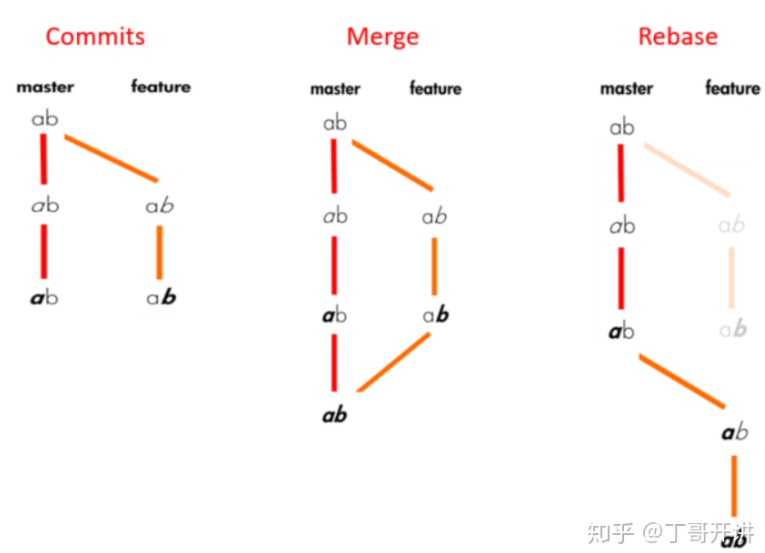 Commits Merge Rebase
master feature master feature master feature
ab ab ab
ab ab ab ab ab ab
ab ab ab ab ab ab
ab ab
知乎 @丁哥开讲
ab